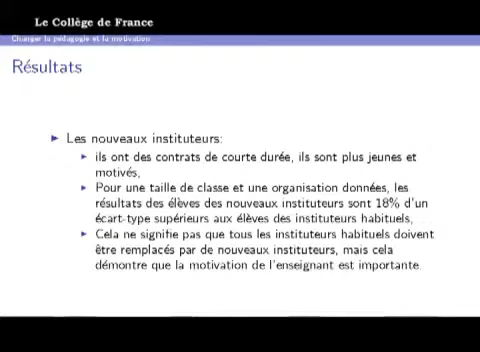 Le Collège de France
Changer la pédagogie et la motivation
Résultats
Les nouveaux instituteurs:
ils ont des contrats de courte durée, ils sont plus jeunes et
motivés,
Pour une taille de classe et une organisation données, les
résultats des élèves des nouveaux instituteurs sont 18% d'un
écart-type supérieurs aux élèves des instituteurs habituels,
Cela ne signifie pas que tous les instituteurs habituels doivent
être remplacés par de nouveaux instituteurs, mais cela
démontre que la motivation de l'enseignant est importante.